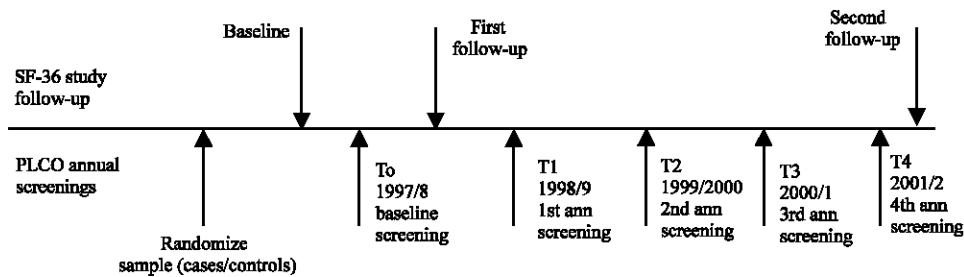 Baseline
First
follow-up
Second
follow-up
SF-36 study
follow-up
PLCO annual
screenings
Randomize
sample (cases/controls)
To
1997/8
baseline
screening
T1
1998/9
1st ann
screening
T2
1999/2000
2nd ann
screening
T3
2000/1
3rd ann
screening
T4
2001/2
4th ann
screening